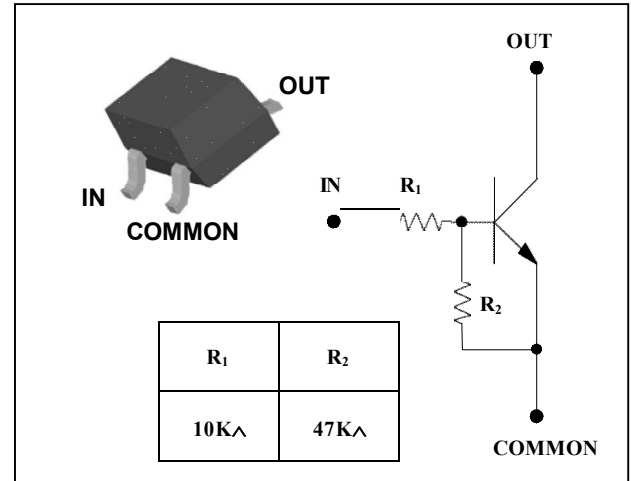 OUT
OUT
IN
COMMON
IN
R₁
R₂
R₁ R₂
10K^ 47K^
COMMON